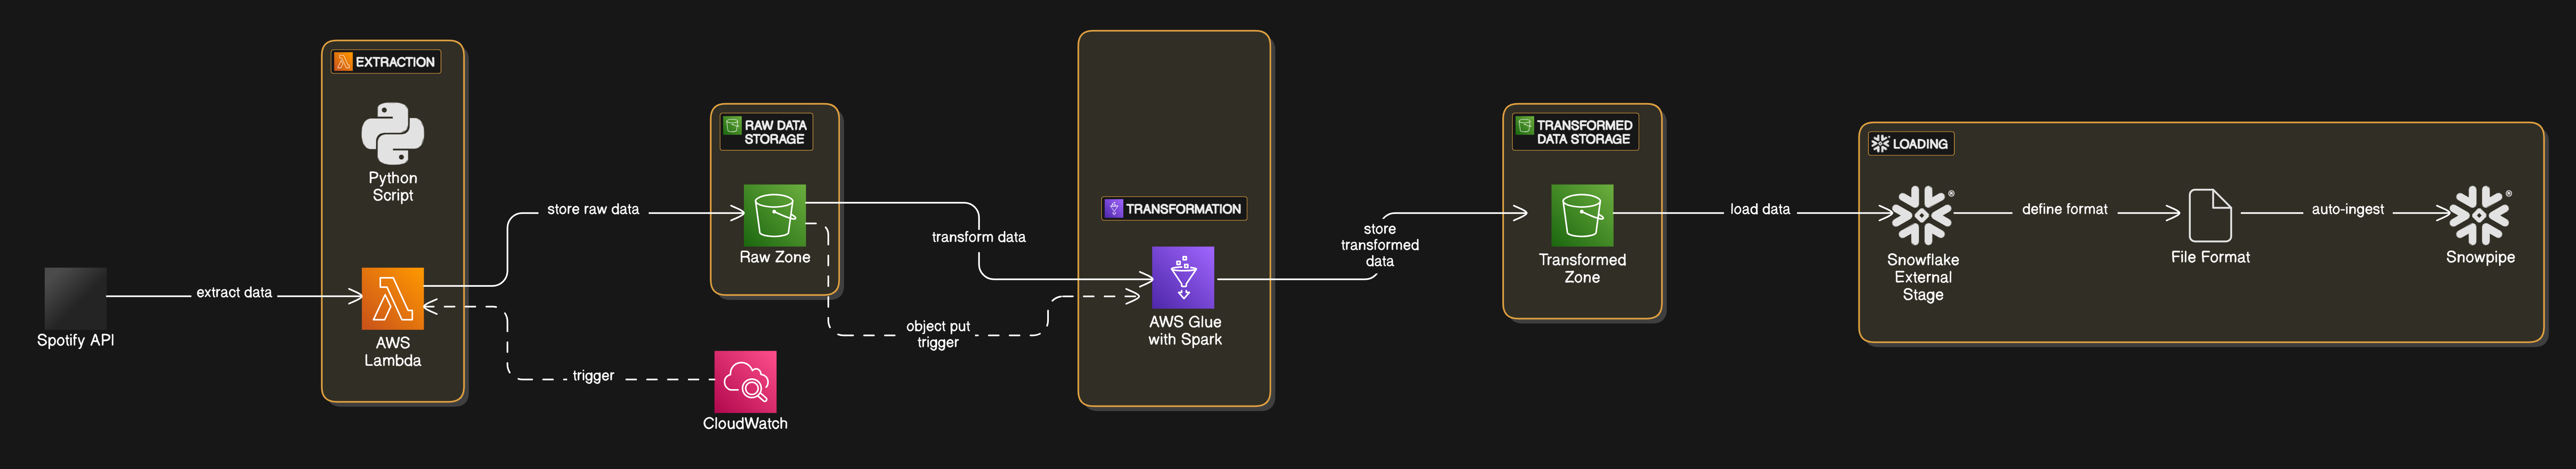 EXTRACTION
Python
Script
AWS
Lambda
Spotify API
extract data
store raw data
trigger
CloudWatch
RAW DATA
STORAGE
Raw Zone
transform data
object put
trigger
TRANSFORMATION
AWS Glue
with Spark
store
transformed
data
TRANSFORMED
DATA STORAGE
Transformed
Zone
load data
LOADING
®
Snowflake
External
Stage
define format
File Format
auto-ingest
®
Snowpipe